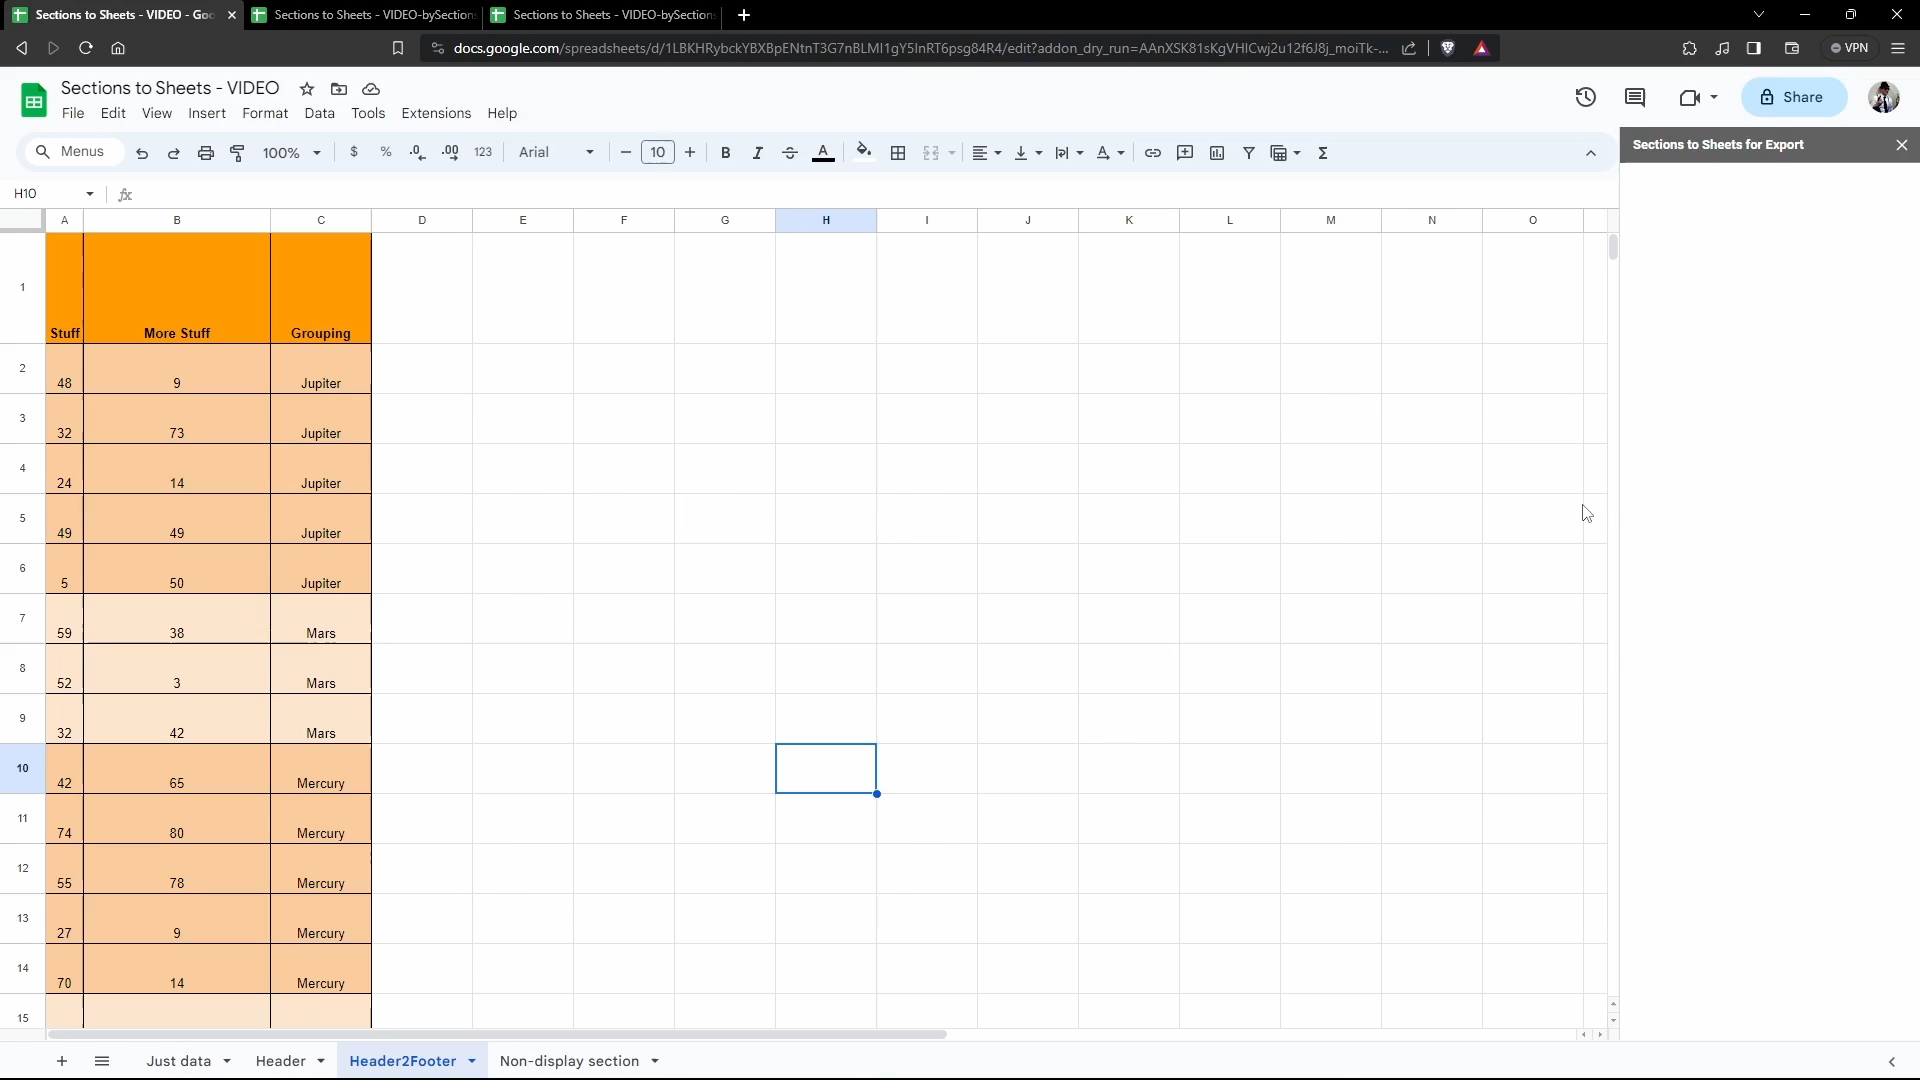 Sections to Sheets - VIDEO - Goo
Sections to Sheets - VIDEO-bySection
Sections to Sheets - VIDEO-bySection
docs.google.com/spreadsheets/d/1LBKHRybckYBXBpENtnT3G7nBLMI1gY5InRT6psg84R4/edit?addon_dry_run=AAnXSK81sKgVHICwj2u12f6J8j_moiTk-...
VPN
Sections to Sheets - VIDEO
File Edit View Insert Format Data Tools Extensions Help
Share
Menus 100% $ % .0 .00 123 Arial 10 B I A Σ
Sections to Sheets for Export
H10 fx
A B C D E F G H I J K L M N O
1 Stuff More Stuff Grouping
2 48 9 Jupiter
3 32 73 Jupiter
4 24 14 Jupiter
5 49 49 Jupiter
6 5 50 Jupiter
7 59 38 Mars
8 52 3 Mars
9 32 42 Mars
10 42 65 Mercury
11 74 80 Mercury
12 55 78 Mercury
13 27 9 Mercury
14 70 14 Mercury
15
Just data Header Header2Footer Non-display section